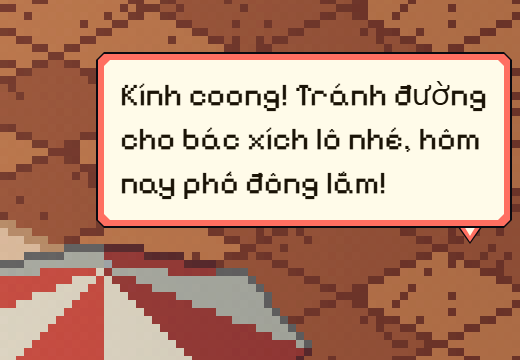 Kính coong! Tránh đường
cho bác xích lô nhé, hôm
nay phố đông lắm!